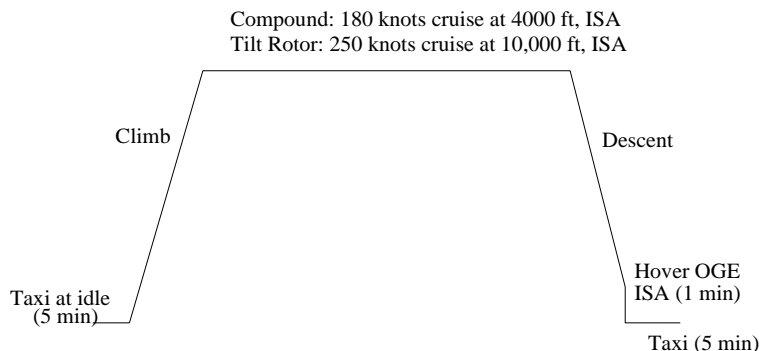 Compound: 180 knots cruise at 4000 ft, ISA
Tilt Rotor: 250 knots cruise at 10,000 ft, ISA
Climb
Descent
Hover OGE
ISA (1 min)
Taxi at idle
(5 min)
Taxi (5 min)